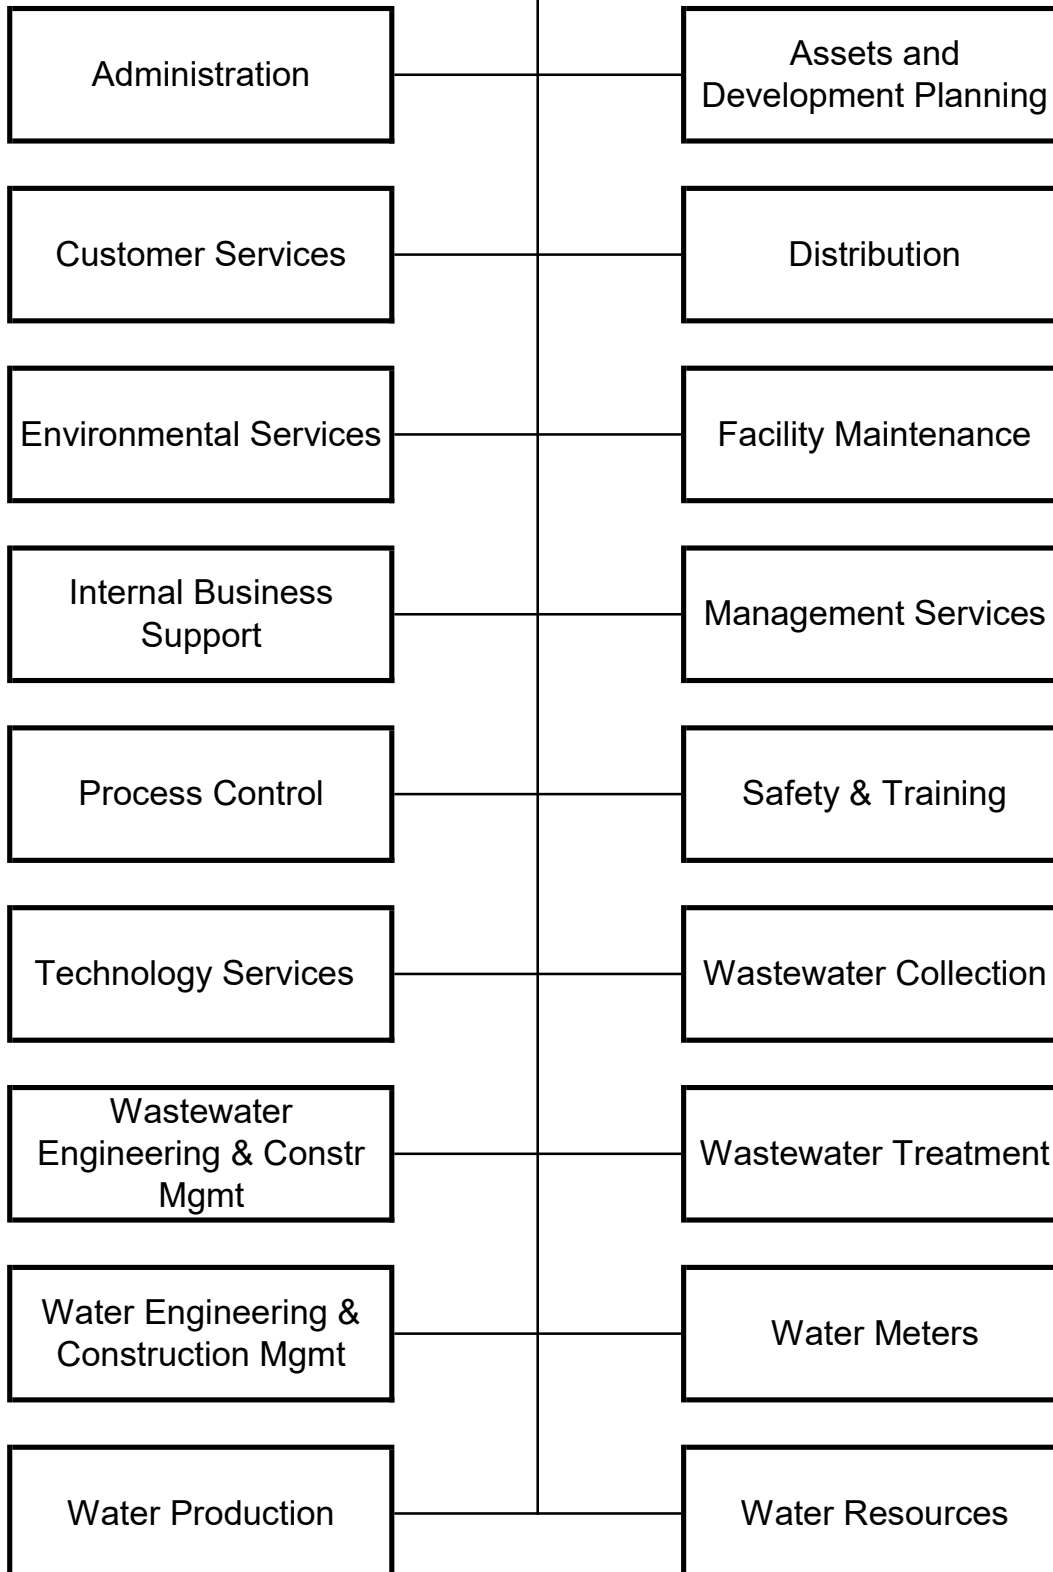 Administration
Assets and
Development Planning
Customer Services
Distribution
Environmental Services
Facility Maintenance
Internal Business
Support
Management Services
Process Control
Safety & Training
Technology Services
Wastewater Collection
Wastewater
Engineering & Constr
Mgmt
Wastewater Treatment
Water Engineering &
Construction Mgmt
Water Meters
Water Production
Water Resources